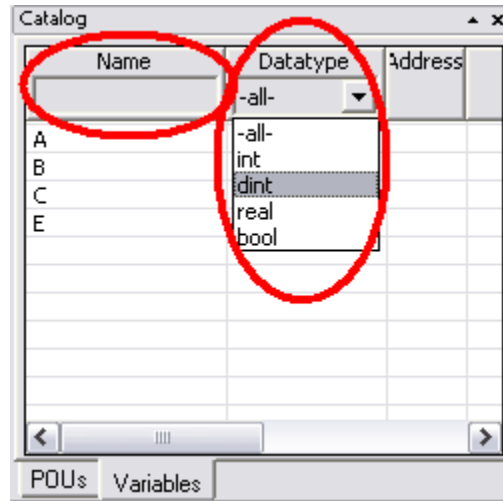 Catalog
Name Datatype Address
-all-
A -all-
B int
C dint
E real
bool
POUs Variables